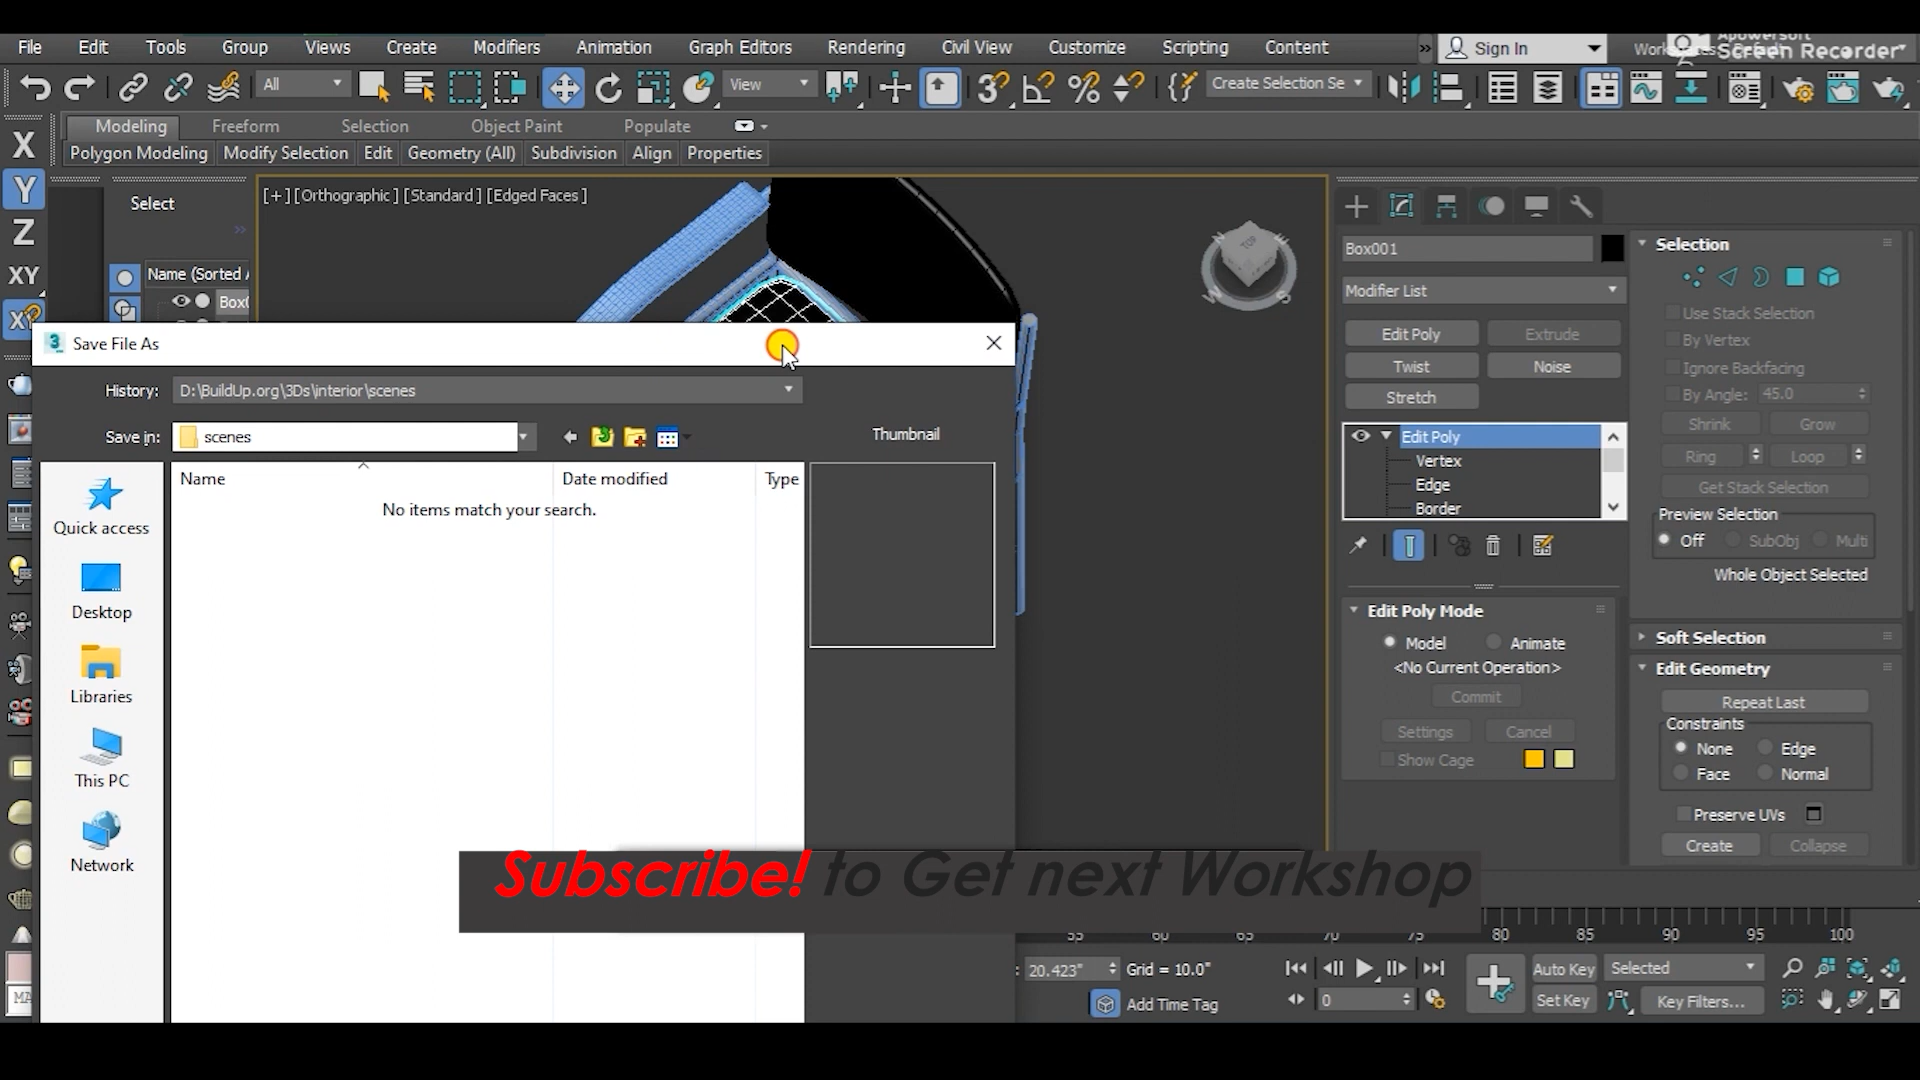 Apowersoft
Screen Recorder
File Edit Tools Group Views Create Modifiers Animation Graph Editors Rendering Civil View Customize Scripting Content » Sign In
All View Create Selection Se
Modeling Freeform Selection Object Paint Populate
Polygon Modeling Modify Selection Edit Geometry (All) Subdivision Align Properties
X
Y
Z
XY
Select
»
Name (Sorted A
[+] [Orthographic ] [Standard ] [Edged Faces ]
TOP
Box001
Modifier List
Edit Poly Extrude
Twist Noise
Stretch
Edit Poly
Vertex
Edge
Border
Edit Poly Mode
Model Animate
<No Current Operation>
Commit
Settings Cancel
Show Cage
Selection
Use Stack Selection
By Vertex
Ignore Backfacing
By Angle: 45.0
Shrink Grow
Ring Loop
Get Stack Selection
Preview Selection
Off SubObj Multi
Whole Object Selected
Soft Selection
Edit Geometry
Repeat Last
Constraints
None Edge
Face Normal
Preserve UVs
Create Collapse
3 Save File As
History: D:\BuildUp.org\3Ds\interior\scenes
Save in: scenes
Thumbnail
Name Date modified Type
No items match your search.
Quick access
Desktop
Libraries
This PC
Network
Subscribe! to Get next Workshop
55 60 65 70 75 80 85 90 95 100
20.423" Grid = 10.0"
Add Time Tag
0
Auto Key Selected
Set Key Key Filters...